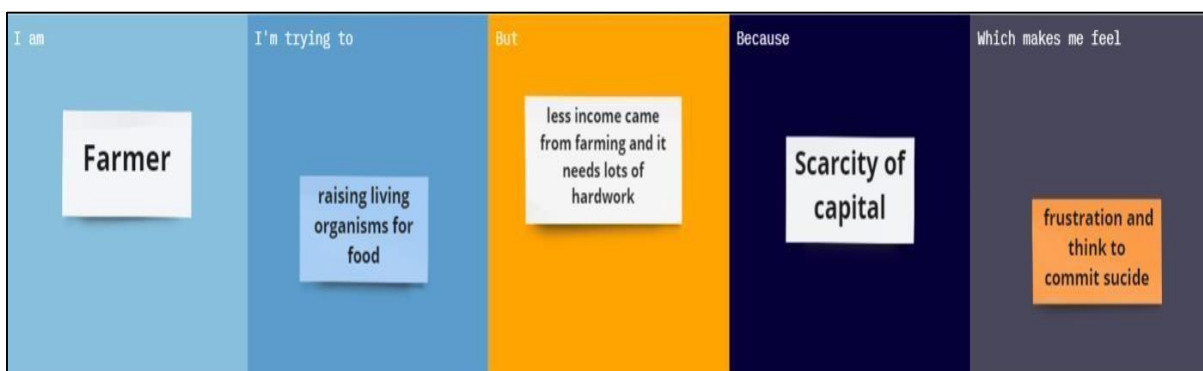 I am
Farmer
I'm trying to
raising living
organisms for
food
But
less income came
from farming and it
needs lots of
hardwork
Because
Scarcity of
capital
Which makes me feel
frustration and
think to
commit sucide